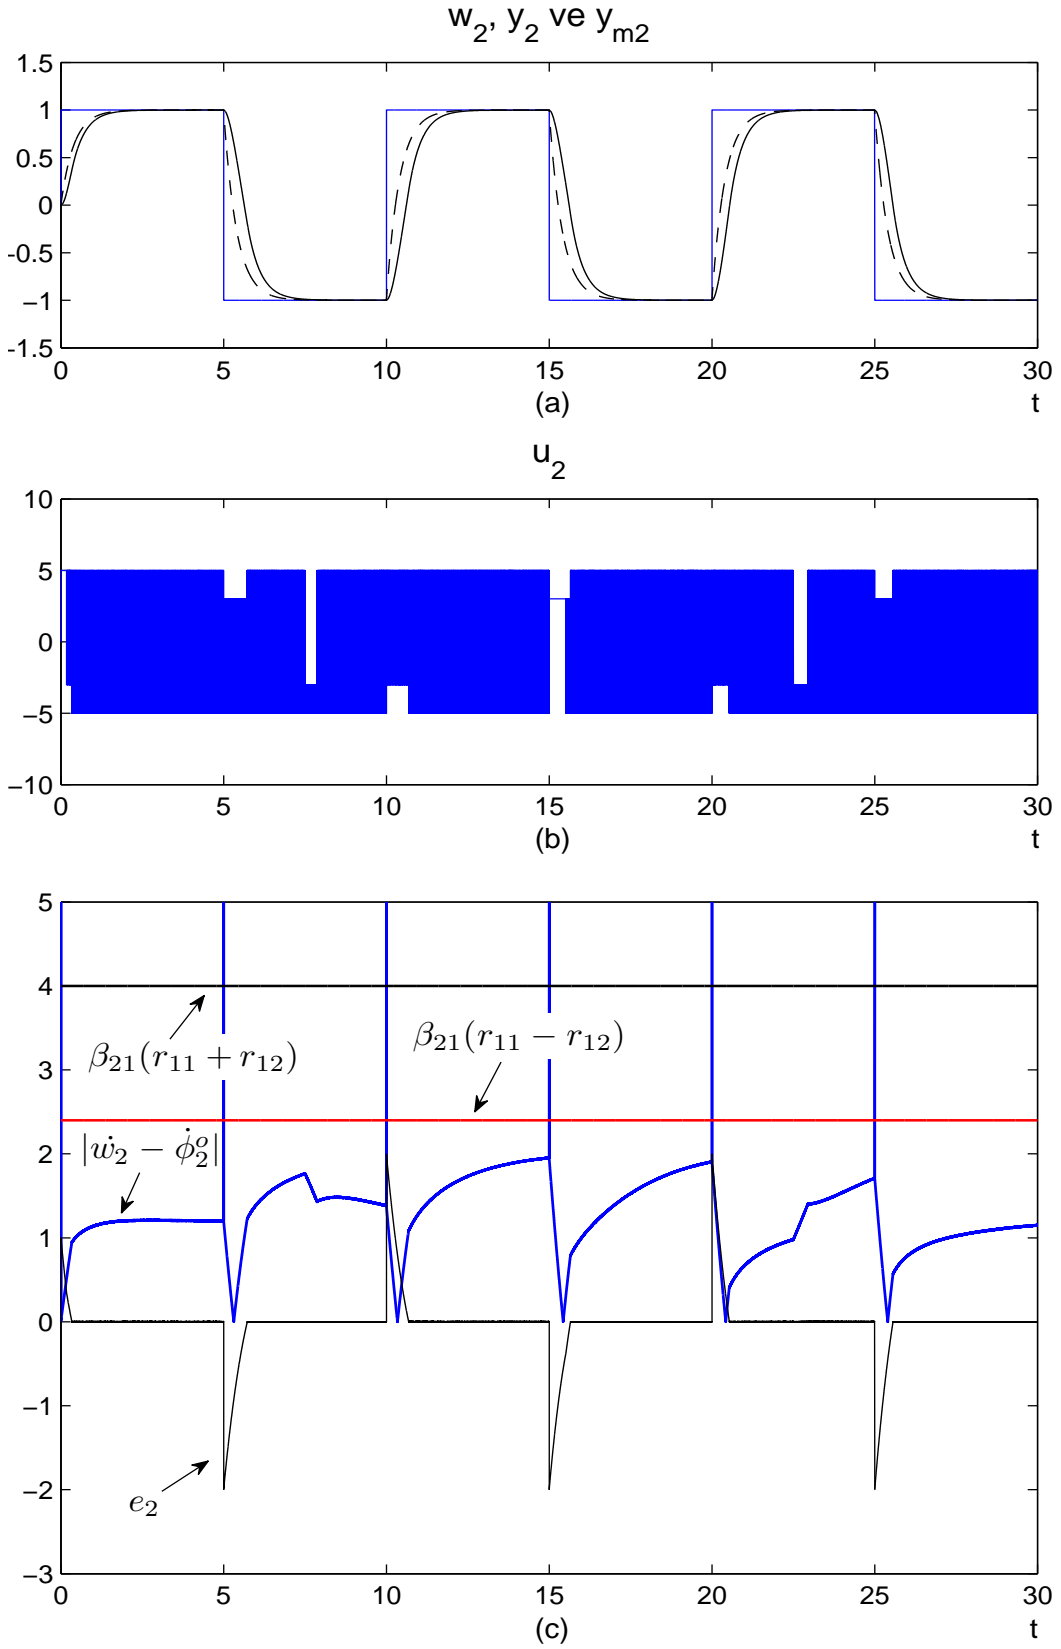 w₂, y₂ ve yₘ₂
1.5
1
0.5
0
-0.5
−1
-1.5
0 5 10 15 20 25 30
(a) t
u₂
10
5
0
−5
−10
0 5 10 15 20 25 30
(b) t
5
4
β₂₁(r₁₁ + r₁₂)
β₂₁(r₁₁ − r₁₂)
3
|ẇ₂ − ϕ̇₂ᵒ|
2
1
0
−1
−2
e₂
−3
0 5 10 15 20 25 30
(c) t